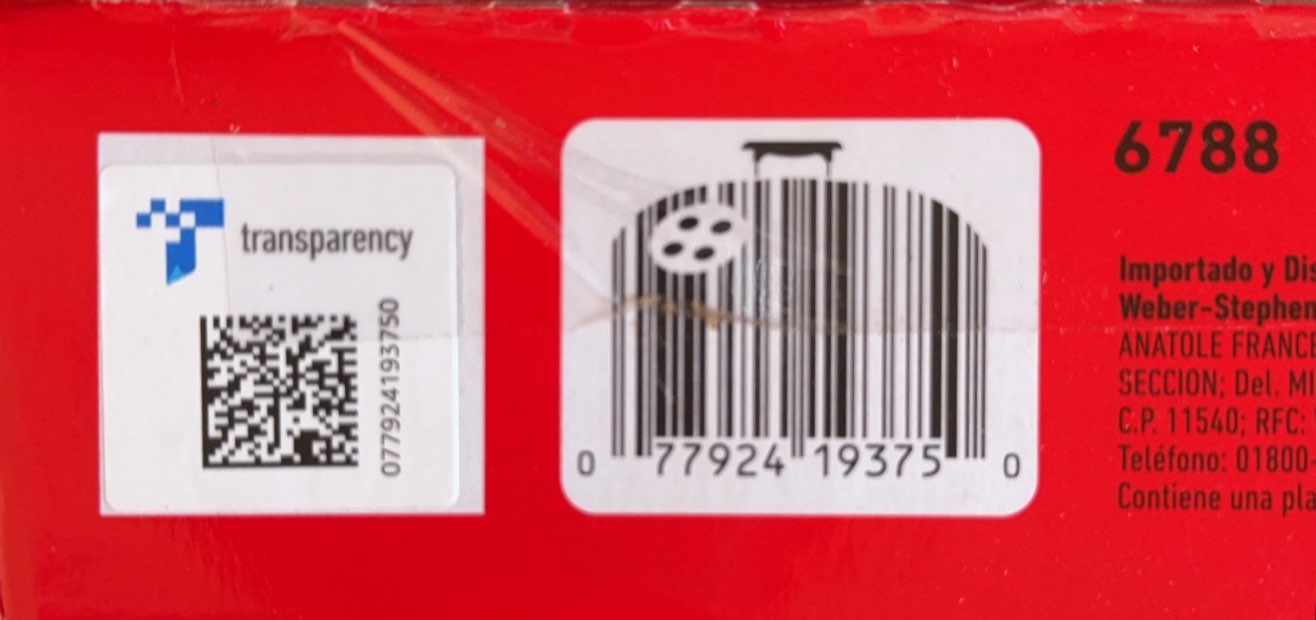 transparency
077924193750
0 77924 19375 0
6788
Importado y Dis
Weber-Stephen
ANATOLE FRANCE
SECCION; Del. MI
C.P. 11540; RFC:
Teléfono: 01800-
Contiene una pla